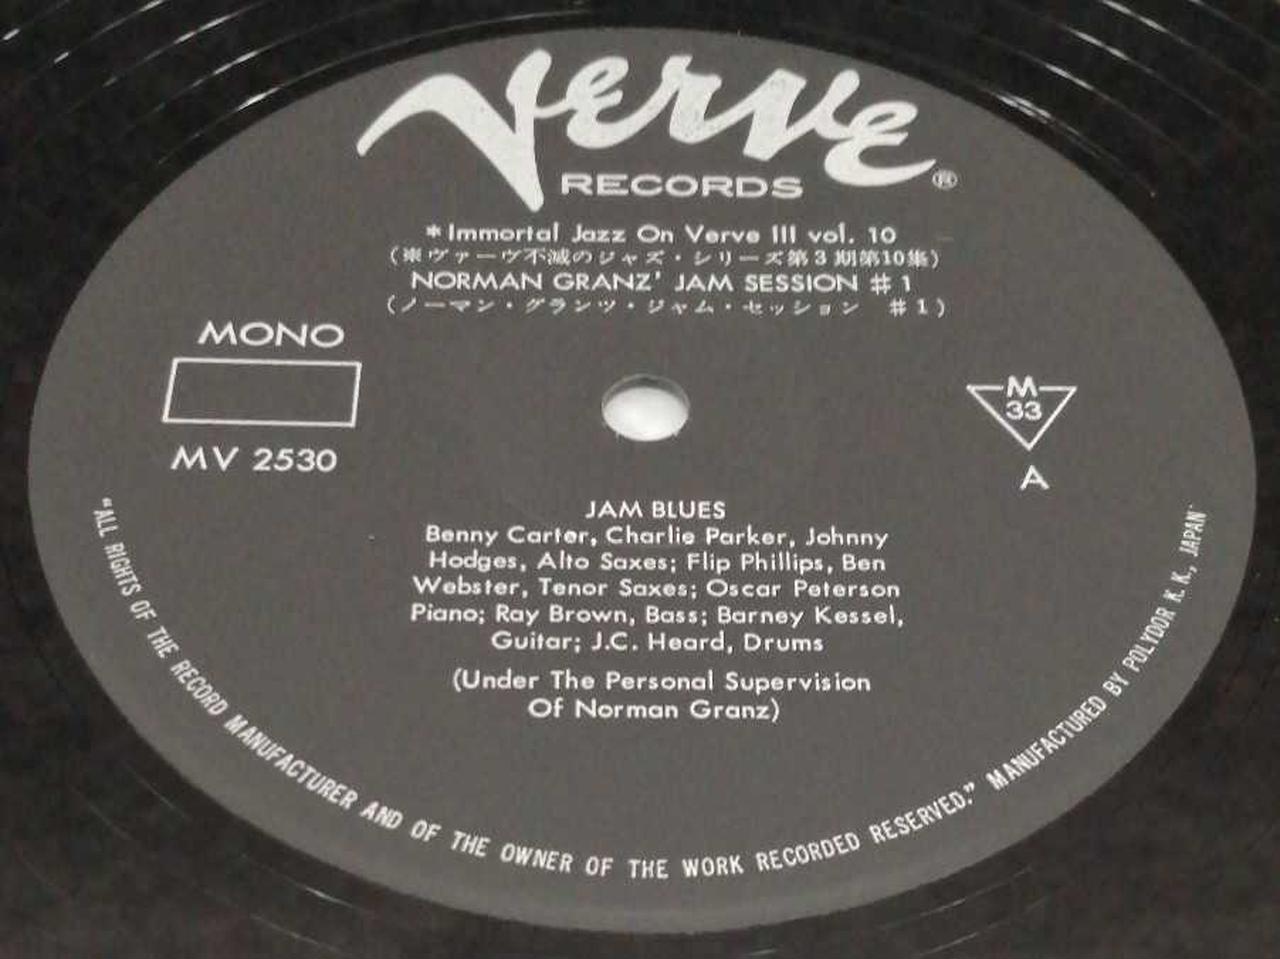 Verve
RECORDS ®
*Immortal Jazz On Verve III vol. 10
(※ヴァーヴ不滅のジャズ・シリーズ第3期第10集)
NORMAN GRANZ' JAM SESSION #1
(ノーマン・グランツ・ジャム・セッション #1)
MONO
MV 2530
M
33
A
JAM BLUES
Benny Carter, Charlie Parker, Johnny
Hodges, Alto Saxes; Flip Phillips, Ben
Webster, Tenor Saxes; Oscar Peterson
Piano; Ray Brown, Bass; Barney Kessel,
Guitar; J.C. Heard, Drums
(Under The Personal Supervision
Of Norman Granz)
"ALL RIGHTS OF THE RECORD MANUFACTURER AND OF THE OWNER OF THE WORK RECORDED RESERVED." MANUFACTURED BY POLYDOR K. K., JAPAN'